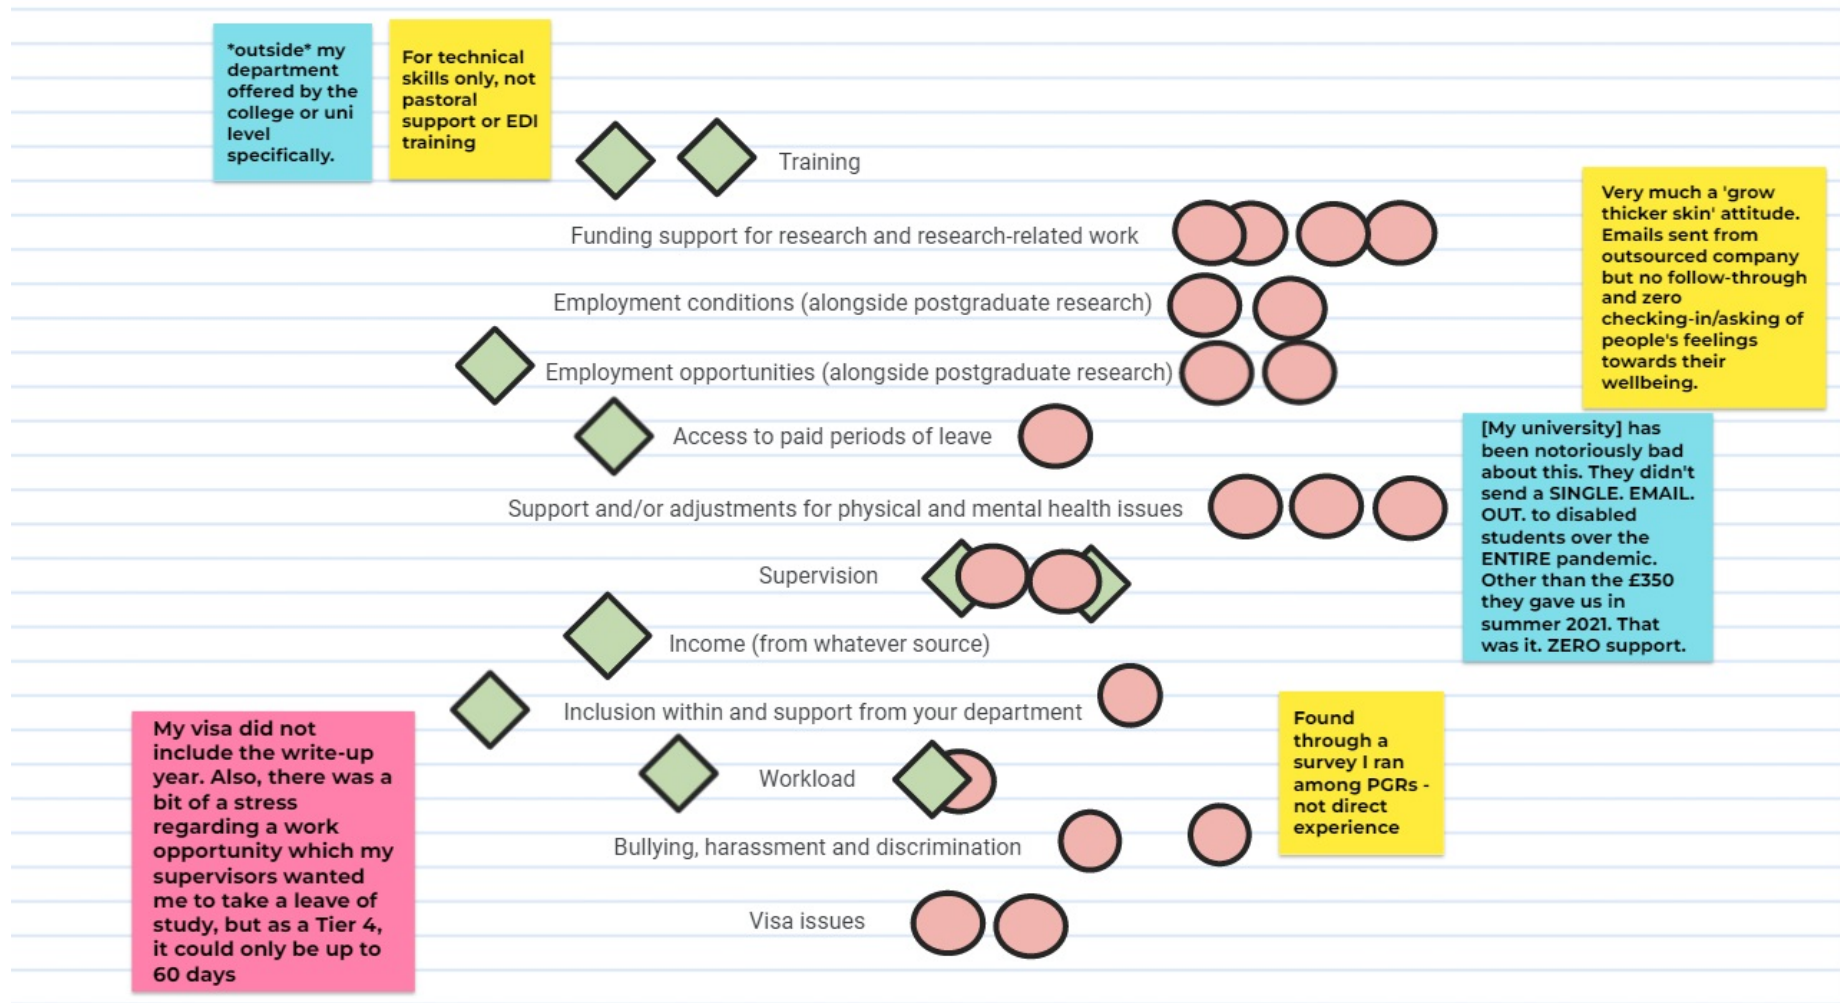 *outside* my
department
offered by the
college or uni
level
specifically.
For technical
skills only, not
pastoral
support or EDI
training
Training
Very much a 'grow
thicker skin' attitude.
Emails sent from
outsourced company
but no follow-through
and zero
checking-in/asking of
people's feelings
towards their
wellbeing.
Funding support for research and research-related work
Employment conditions (alongside postgraduate research)
Employment opportunities (alongside postgraduate research)
Access to paid periods of leave
[My university] has
been notoriously bad
about this. They didn't
send a SINGLE. EMAIL.
OUT. to disabled
students over the
ENTIRE pandemic.
Other than the £350
they gave us in
summer 2021. That
was it. ZERO support.
Support and/or adjustments for physical and mental health issues
Supervision
Income (from whatever source)
Inclusion within and support from your department
My visa did not
include the write-up
year. Also, there was a
bit of a stress
regarding a work
opportunity which my
supervisors wanted
me to take a leave of
study, but as a Tier 4,
it could only be up to
60 days
Workload
Found
through a
survey I ran
among PGRs -
not direct
experience
Bullying, harassment and discrimination
Visa issues